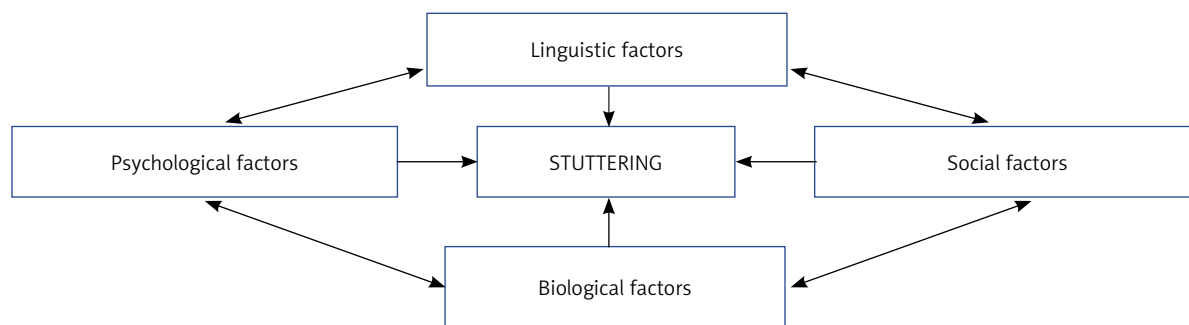 Linguistic factors
Psychological factors
STUTTERING
Social factors
Biological factors